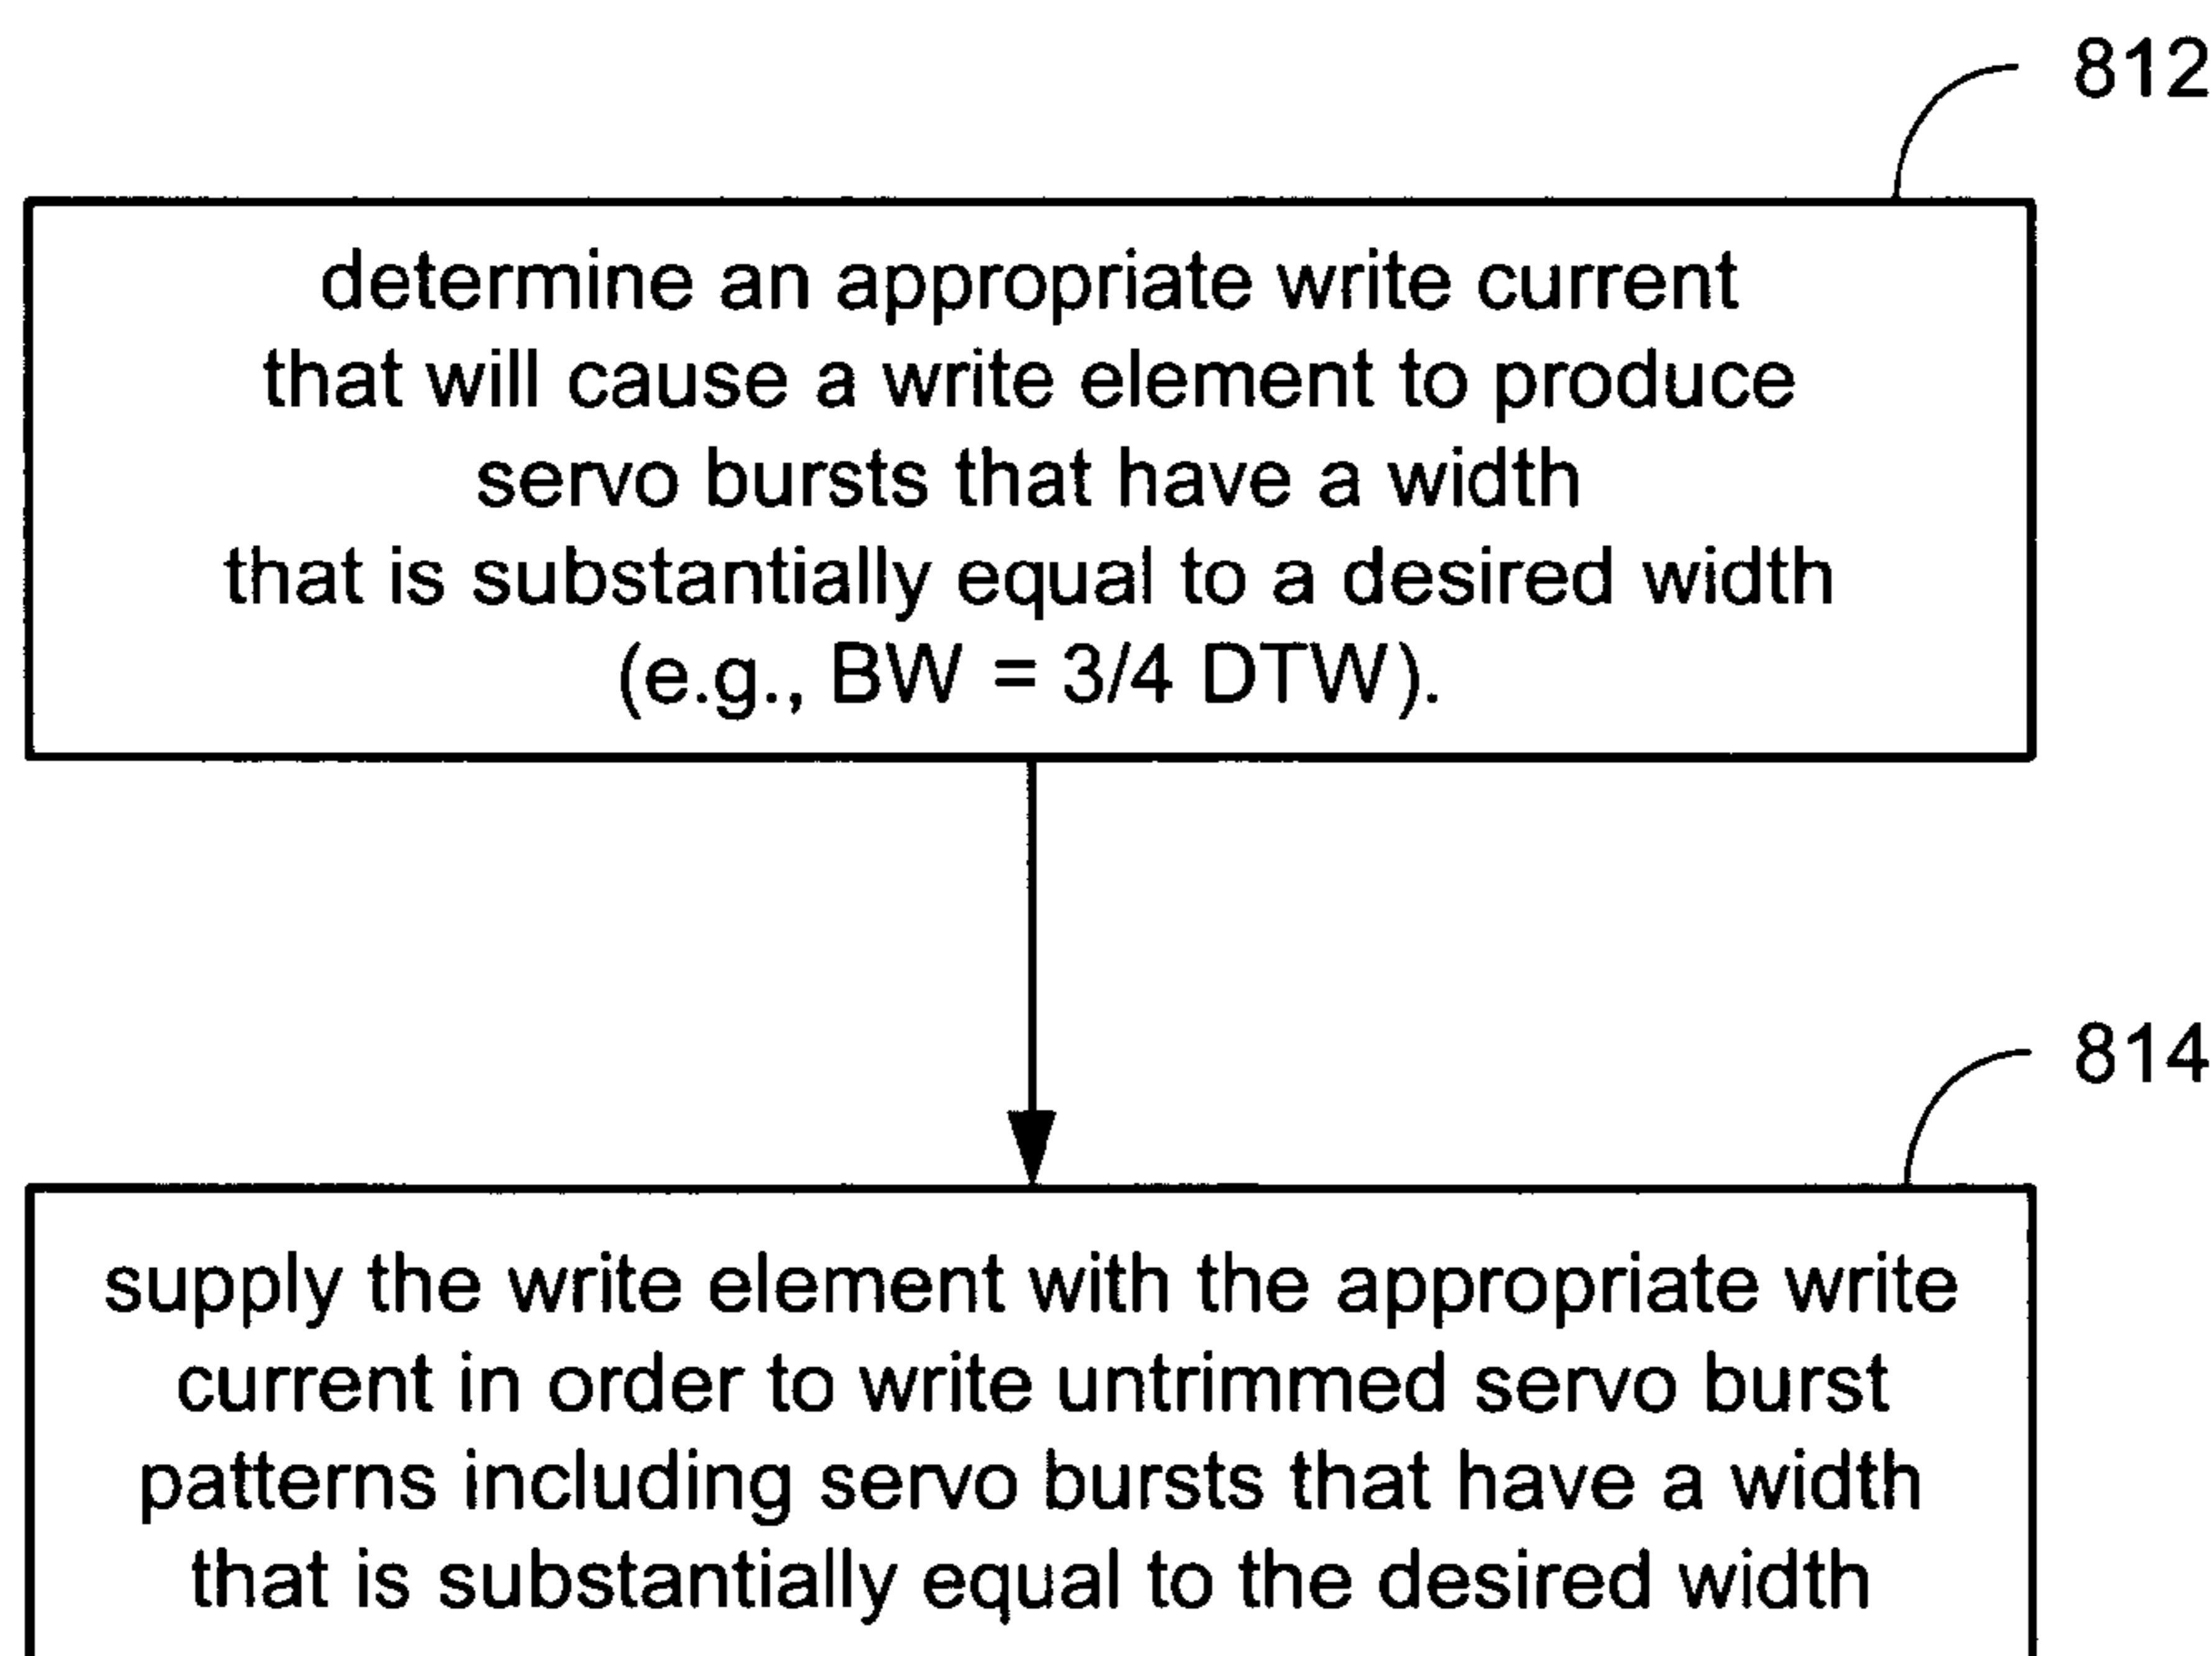 812
determine an appropriate write current
that will cause a write element to produce
servo bursts that have a width
that is substantially equal to a desired width
(e.g., BW = 3/4 DTW).
814
supply the write element with the appropriate write
current in order to write untrimmed servo burst
patterns including servo bursts that have a width
that is substantially equal to the desired width